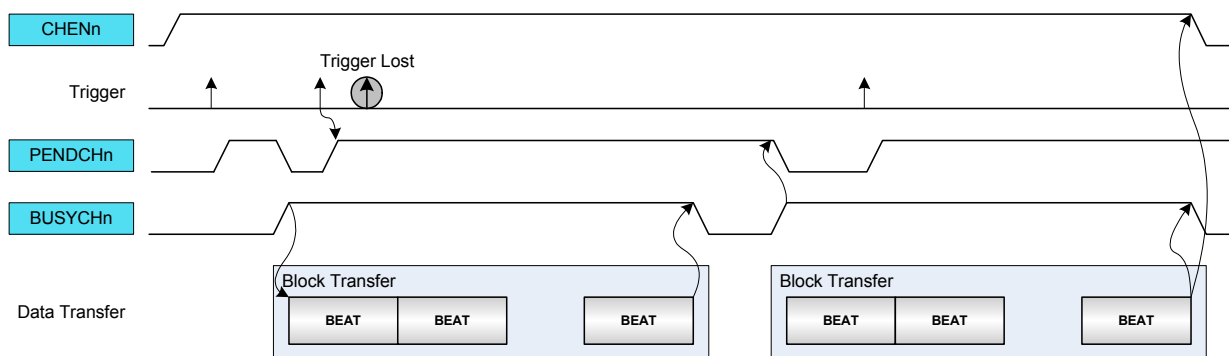 CHENn
Trigger Lost
Trigger
PENDCHn
BUSYCHn
Block Transfer
Block Transfer
Data Transfer
BEAT
BEAT
BEAT
BEAT
BEAT
BEAT